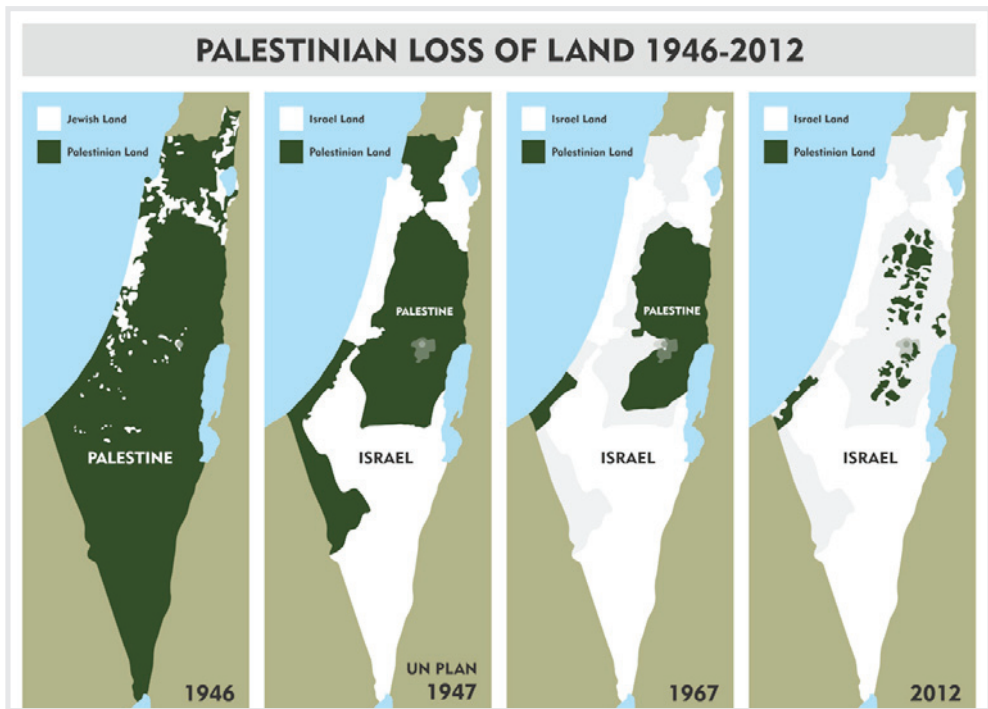 PALESTINIAN LOSS OF LAND 1946-2012
Jewish Land
Palestinian Land
PALESTINE
1946
Israel Land
Palestinian Land
PALESTINE
ISRAEL
UN PLAN
1947
Israel Land
Palestinian Land
PALESTINE
ISRAEL
1967
Israel Land
Palestinian Land
ISRAEL
2012